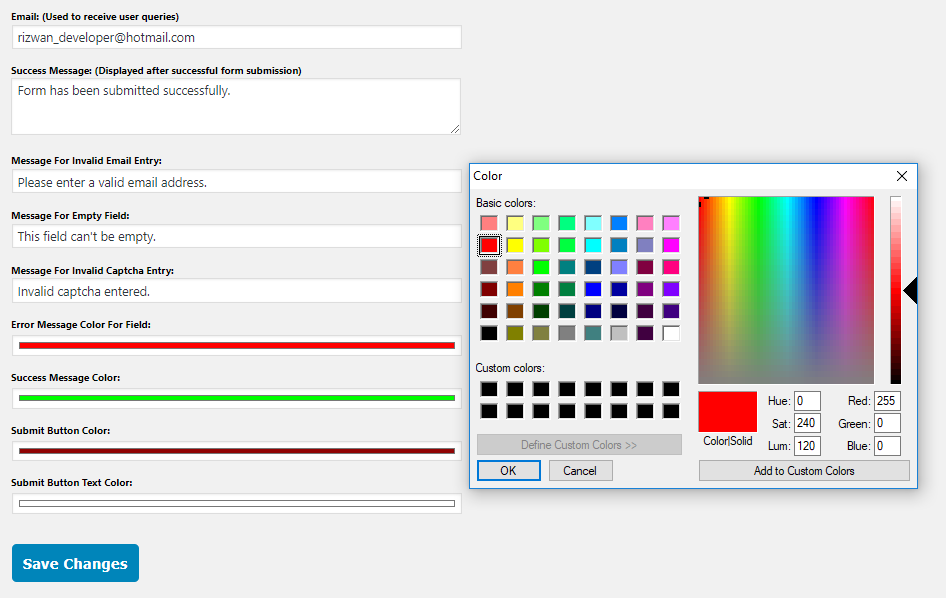 Email: (Used to receive user queries)
rizwan_developer@hotmail.com
Success Message: (Displayed after successful form submission)
Form has been submitted successfully.
Message For Invalid Email Entry:
Please enter a valid email address.
Message For Empty Field:
This field can't be empty.
Message For Invalid Captcha Entry:
Invalid captcha entered.
Error Message Color For Field:
Success Message Color:
Submit Button Color:
Submit Button Text Color:
Save Changes
Color
Basic colors:
Custom colors:
Define Custom Colors >>
OK Cancel
Color|Solid
Hue: 0 Red: 255
Sat: 240 Green: 0
Lum: 120 Blue: 0
Add to Custom Colors